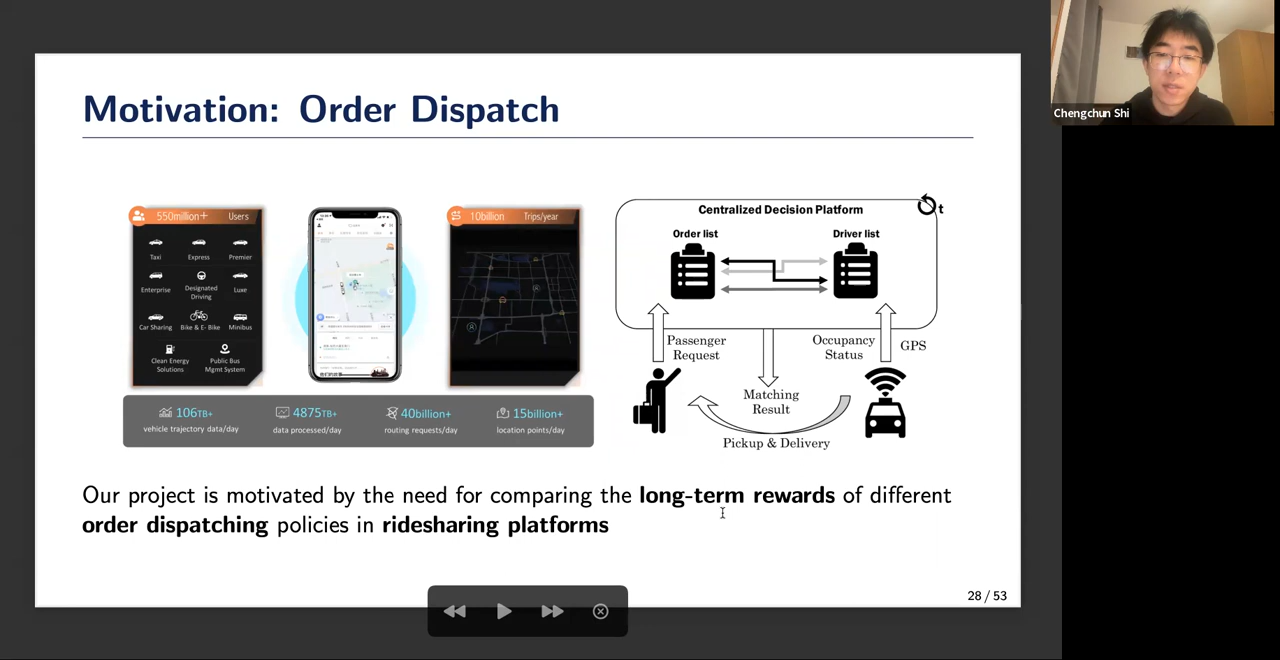 Motivation: Order Dispatch
550million+ Users
Taxi Express Premier
Enterprise Designated Driving Luxe
Car Sharing Bike & E- Bike Minibus
Clean Energy Solutions Public Bus Mgmt System
10billion Trips/year
106TB+ 4875TB+ 40billion+ 15billion+
vehicle trajectory data/day data processed/day routing requests/day location points/day
Centralized Decision Platform
t
Order list Driver list
Passenger Request
Occupancy Status
GPS
Matching Result
Pickup & Delivery
Our project is motivated by the need for comparing the long-term rewards of different
order dispatching policies in ridesharing platforms
28 / 53
Chengchun Shi